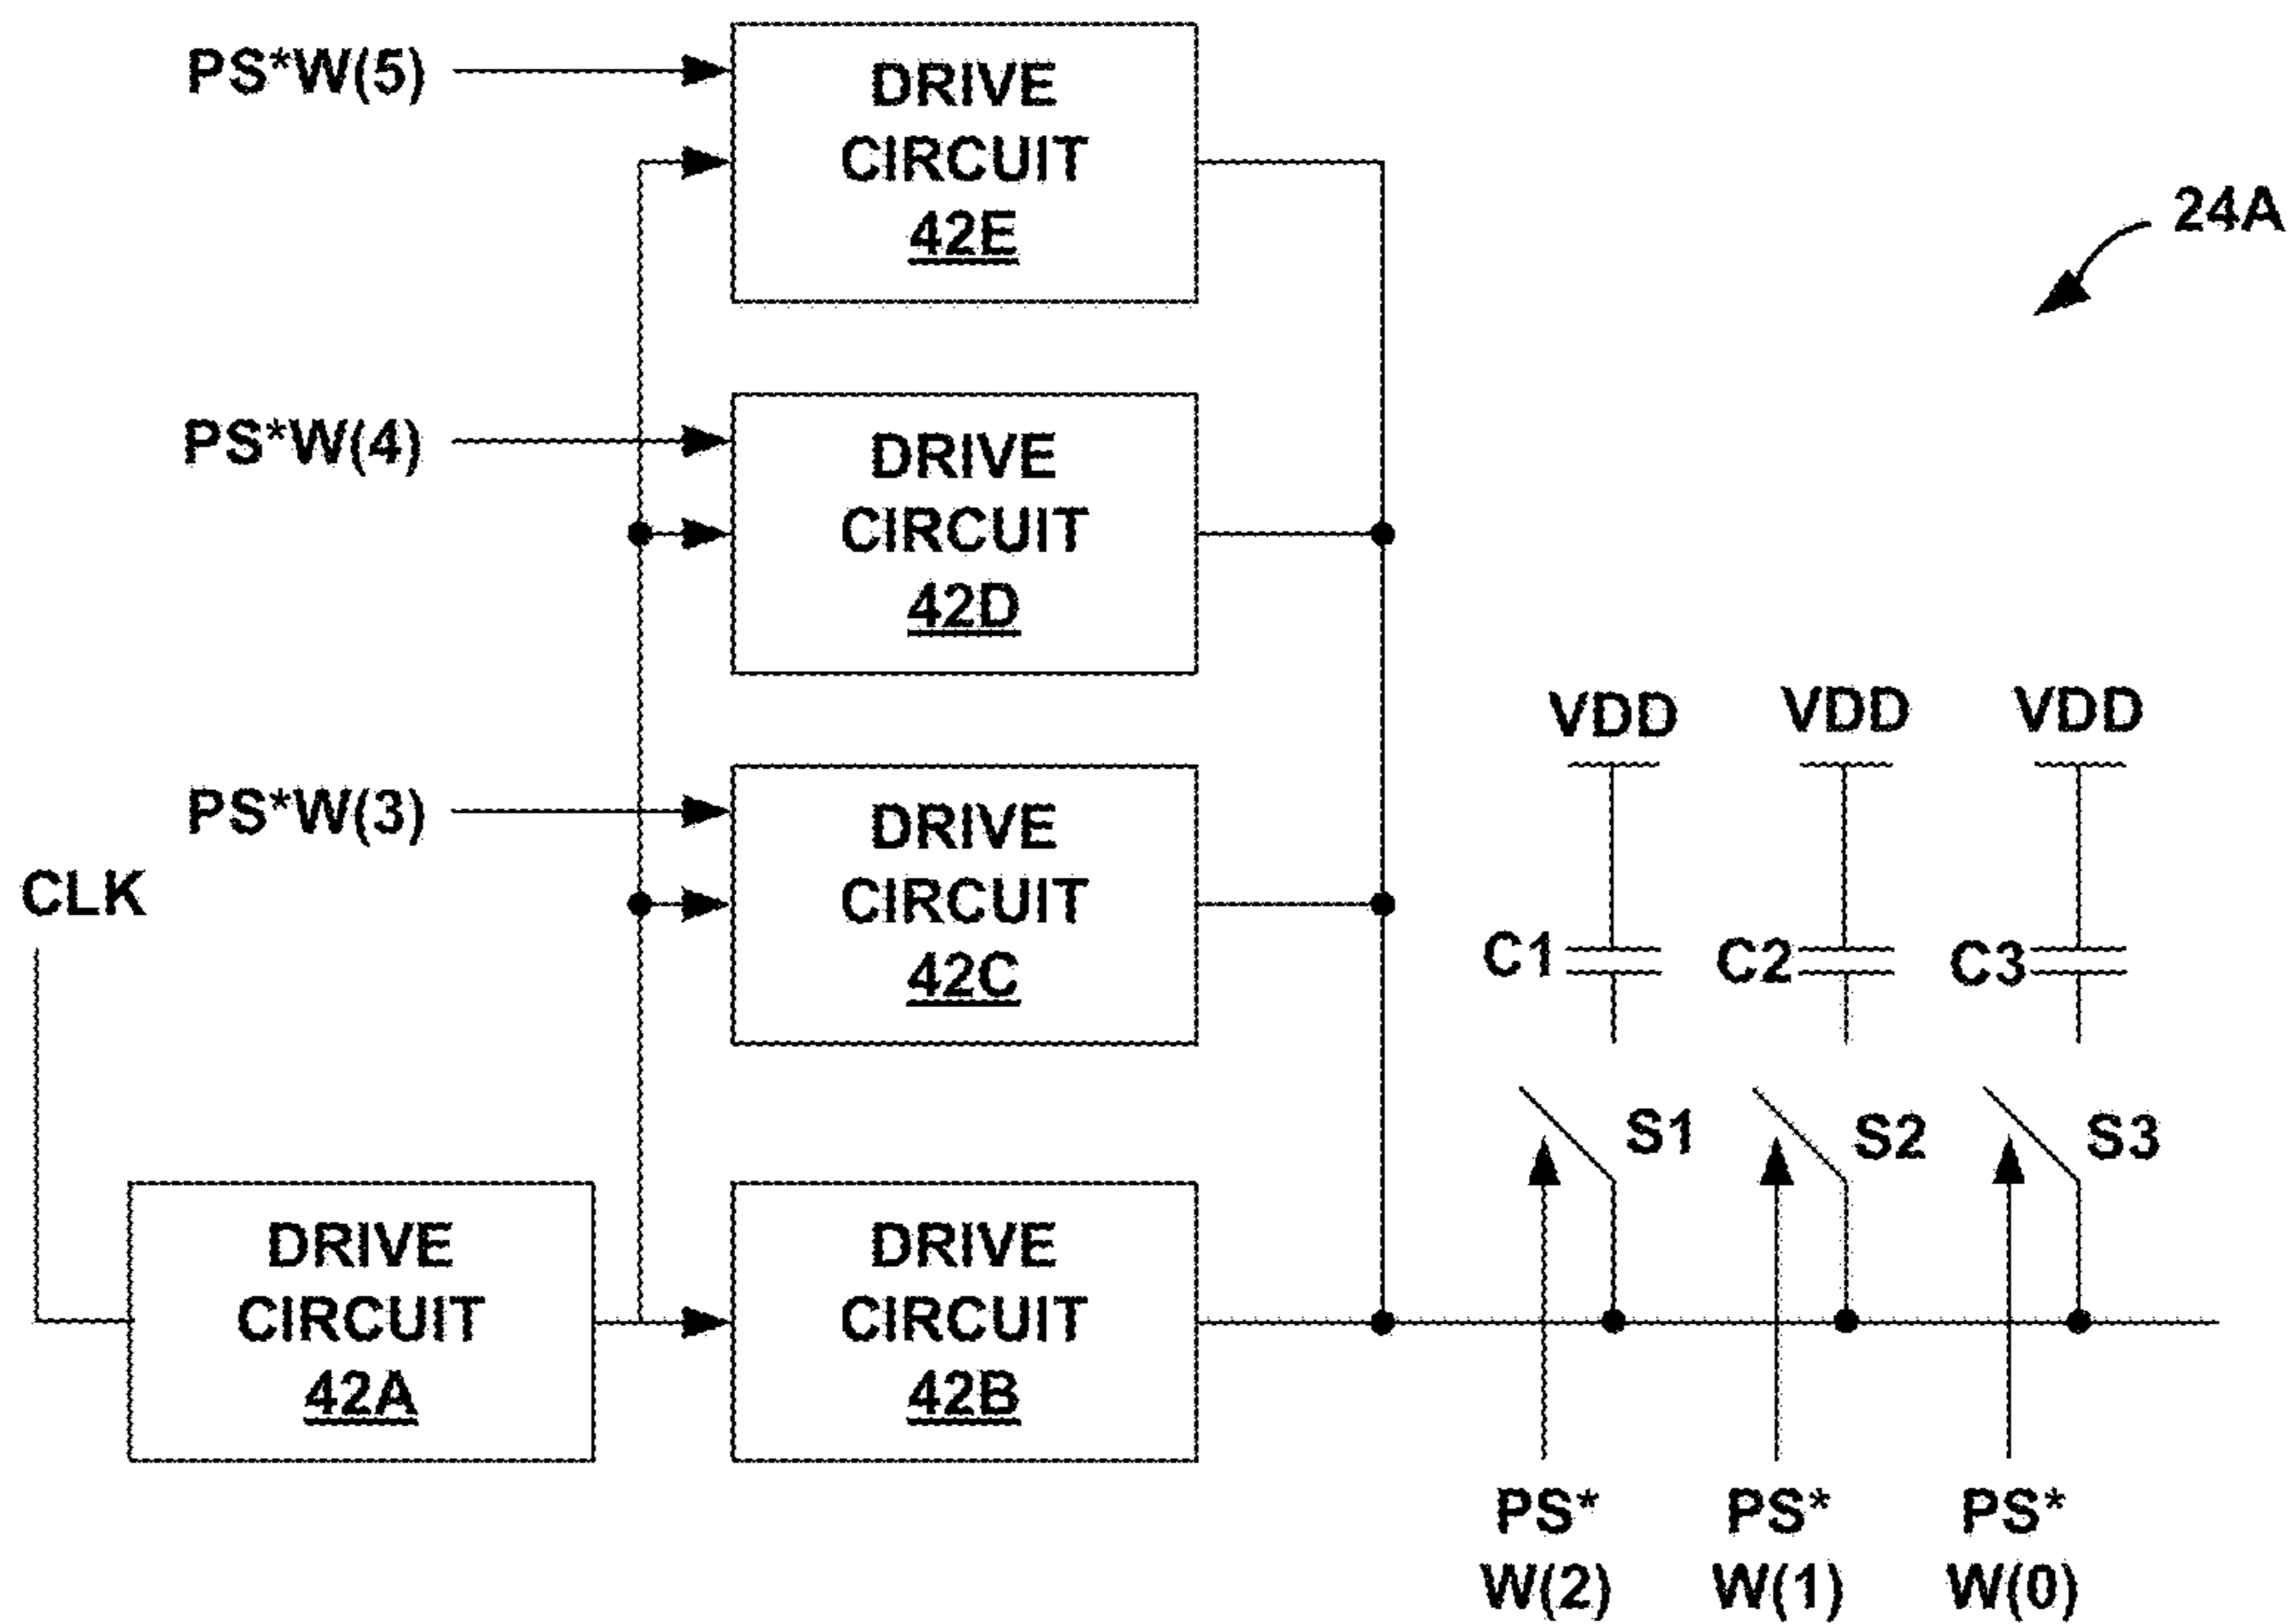 PS*W(5)
DRIVE
CIRCUIT
42E
24A
PS*W(4)
DRIVE
CIRCUIT
42D
VDD
VDD
VDD
PS*W(3)
DRIVE
CIRCUIT
42C
CLK
C1
C2
C3
S1
S2
S3
DRIVE
CIRCUIT
42A
DRIVE
CIRCUIT
42B
PS*
W(2)
PS*
W(1)
PS*
W(0)